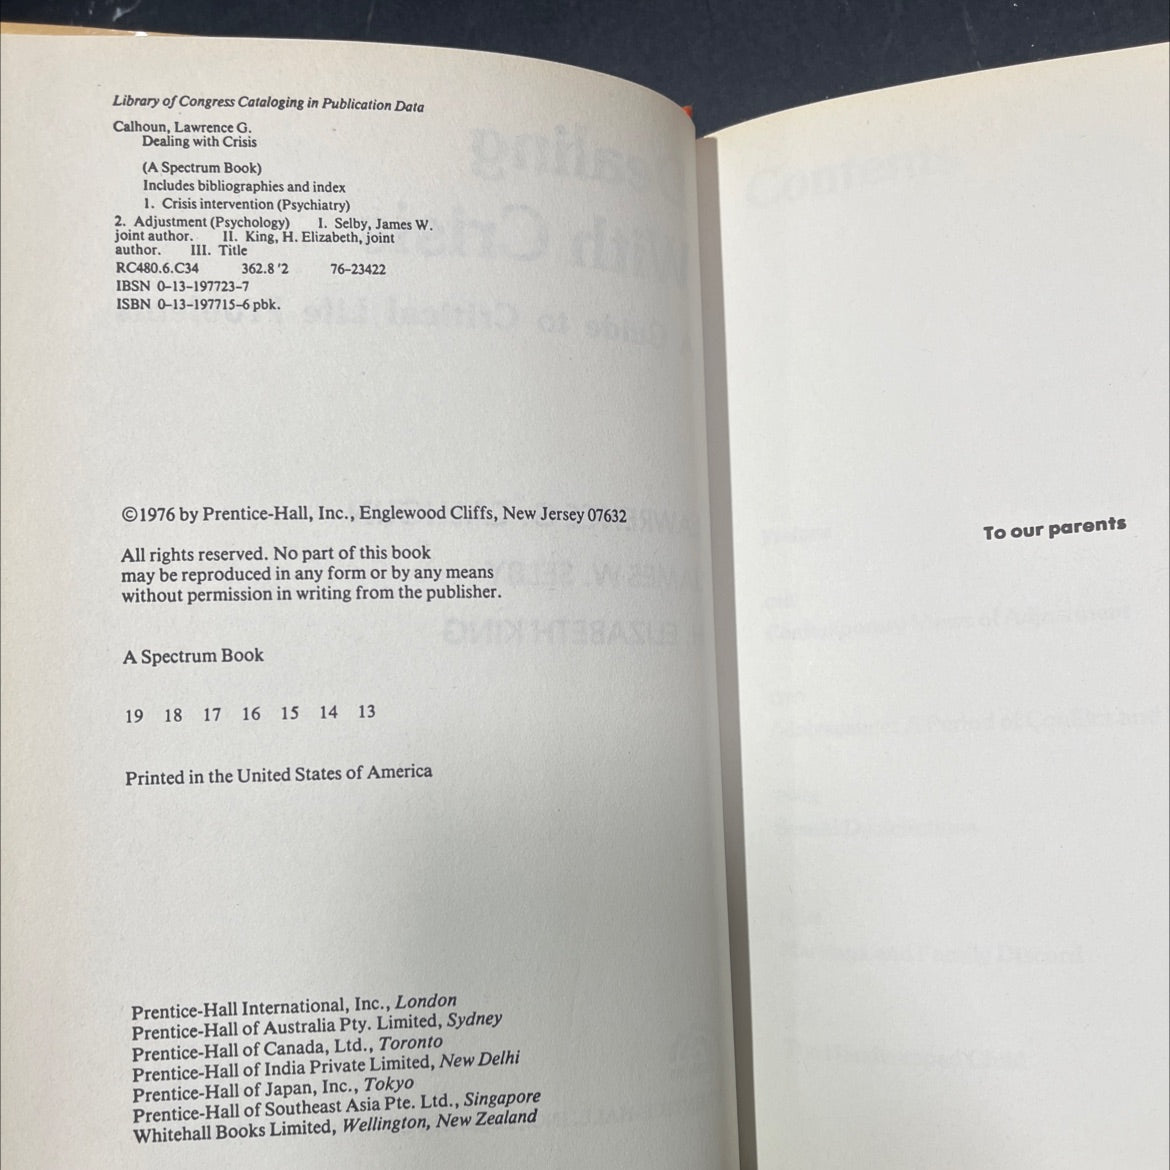 Library of Congress Cataloging in Publication Data
Calhoun, Lawrence G.
Dealing with Crisis
(A Spectrum Book)
Includes bibliographies and index
1. Crisis intervention (Psychiatry)
2. Adjustment (Psychology) I. Selby, James W.
joint author. II. King, H. Elizabeth, joint
author. III. Title
RC480.6.C34 362.8'2 76-23422
IBSN 0-13-197723-7
ISBN 0-13-197715-6 pbk.
©1976 by Prentice-Hall, Inc., Englewood Cliffs, New Jersey 07632
All rights reserved. No part of this book
may be reproduced in any form or by any means
without permission in writing from the publisher.
A Spectrum Book
19 18 17 16 15 14 13
Printed in the United States of America
Prentice-Hall International, Inc., London
Prentice-Hall of Australia Pty. Limited, Sydney
Prentice-Hall of Canada, Ltd., Toronto
Prentice-Hall of India Private Limited, New Delhi
Prentice-Hall of Japan, Inc., Tokyo
Prentice-Hall of Southeast Asia Pte. Ltd., Singapore
Whitehall Books Limited, Wellington, New Zealand
To our parents